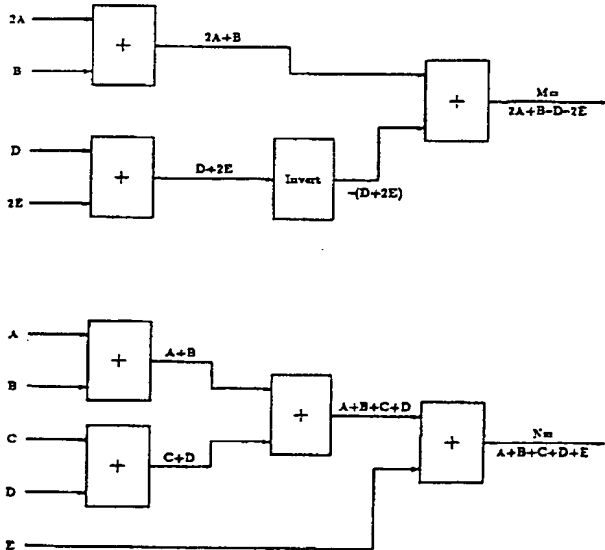 2A
+
2A+B
B
+
M=
2A+B-D-2E
D
+
D+2E
Invert
-(D+2E)
2E
A
+
A+B
B
+
A+B+C+D
+
N=
A+B+C+D+E
C
+
C+D
D
E